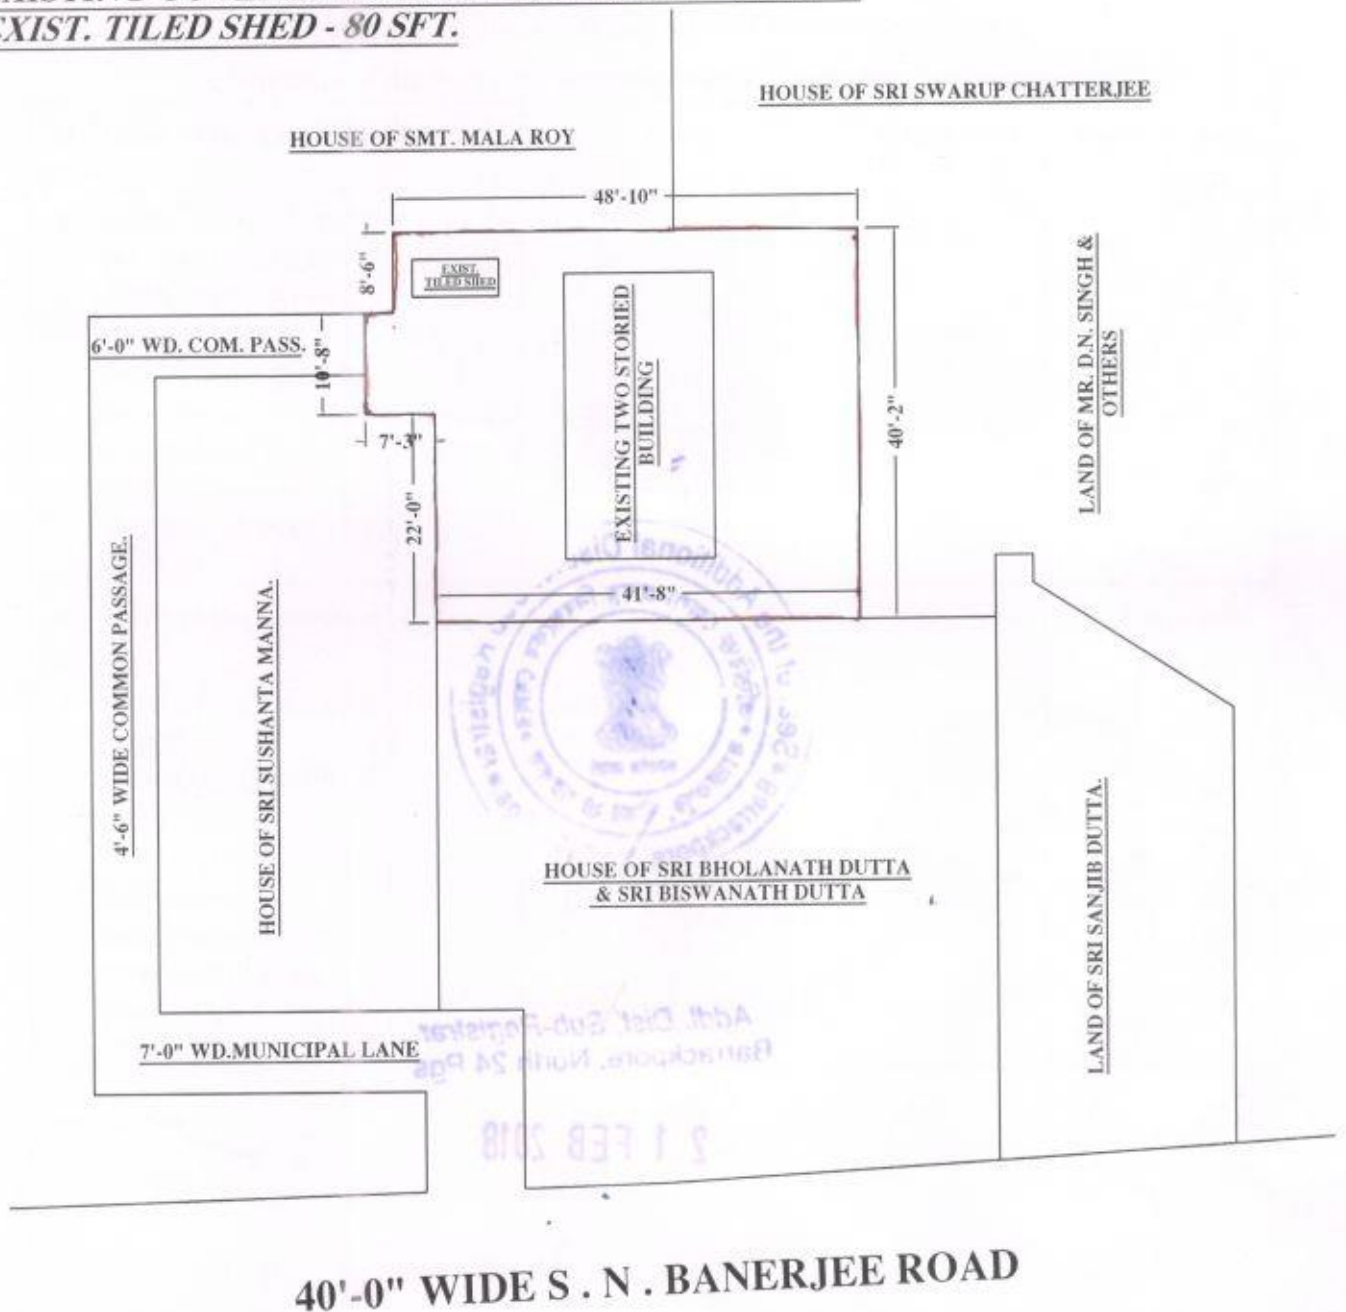 EXIST. TILED SHED - 80 SFT.
HOUSE OF SRI SWARUP CHATTERJEE
HOUSE OF SMT. MALA ROY
48'-10"
8'-6"
EXIST.
TILED SHED
EXISTING TWO STORIED
BUILDING
40'-2"
LAND OF MR. D.N. SINGH &
OTHERS
6'-0" WD. COM. PASS.
10'-8"
7'-3"
22'-0"
41'-8"
4'-6" WIDE COMMON PASSAGE.
HOUSE OF SRI SUSHANTA MANNA.
HOUSE OF SRI BHOLANATH DUTTA
& SRI BISWANATH DUTTA
LAND OF SRI SANJIB DUTTA.
Addl. Dist. Sub-Registrar
Barrackpore, North 24 Pgs
7'-0" WD.MUNICIPAL LANE
21 FEB 2018
40'-0" WIDE S . N . BANERJEE ROAD